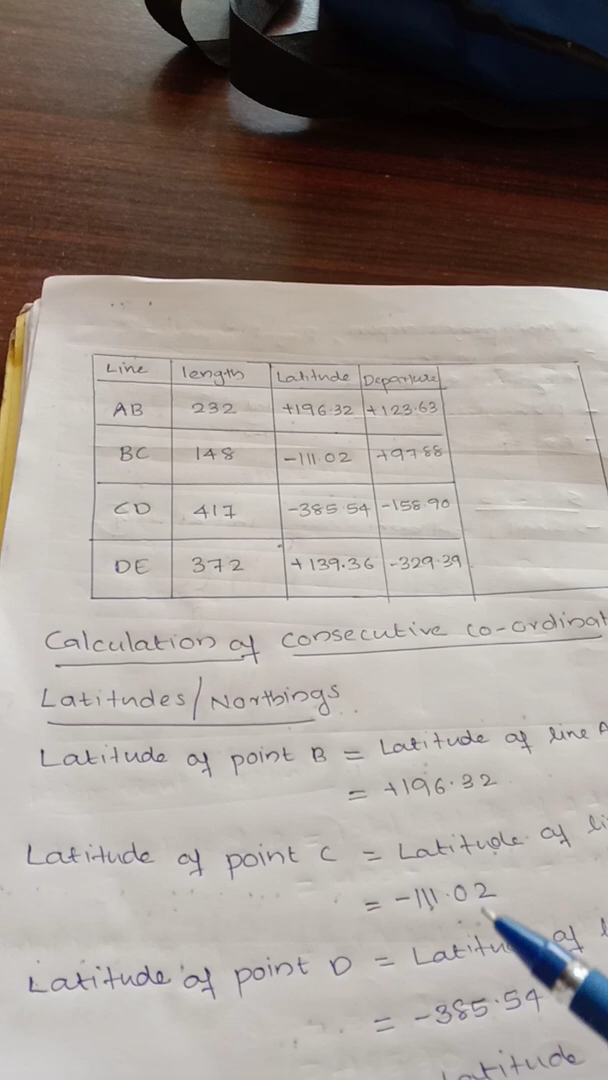 Line length Latitude Departure
AB 232 +196.32 +123.63
BC 148 -111.02 +97.88
CD 417 -385.54 -158.90
DE 372 +139.36 -329.39
Calculation of consecutive co-ordinat
Latitudes/Northings
Latitude of point B = Latitude of line A
= +196.32
Latitude of point C = Latitude of li
= -111.02
Latitude of point D = Latitu of l
= -385.54
Latitude